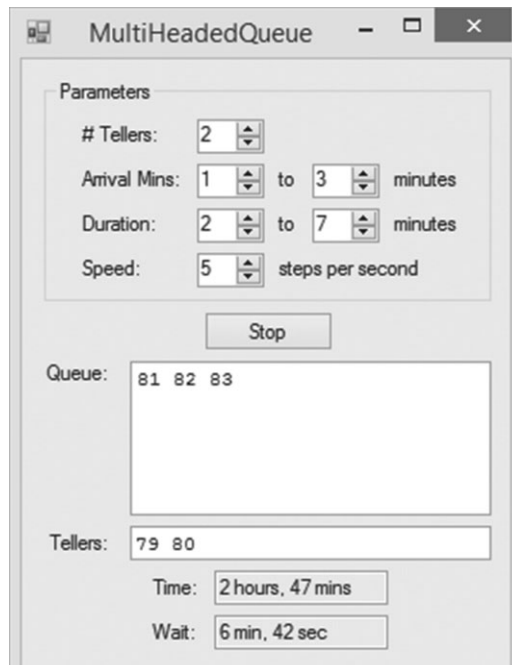 MultiHeadedQueue
Parameters
# Tellers: 2
Arrival Mins: 1 to 3 minutes
Duration: 2 to 7 minutes
Speed: 5 steps per second
Stop
Queue: 81 82 83
Tellers: 79 80
Time: 2 hours, 47 mins
Wait: 6 min, 42 sec